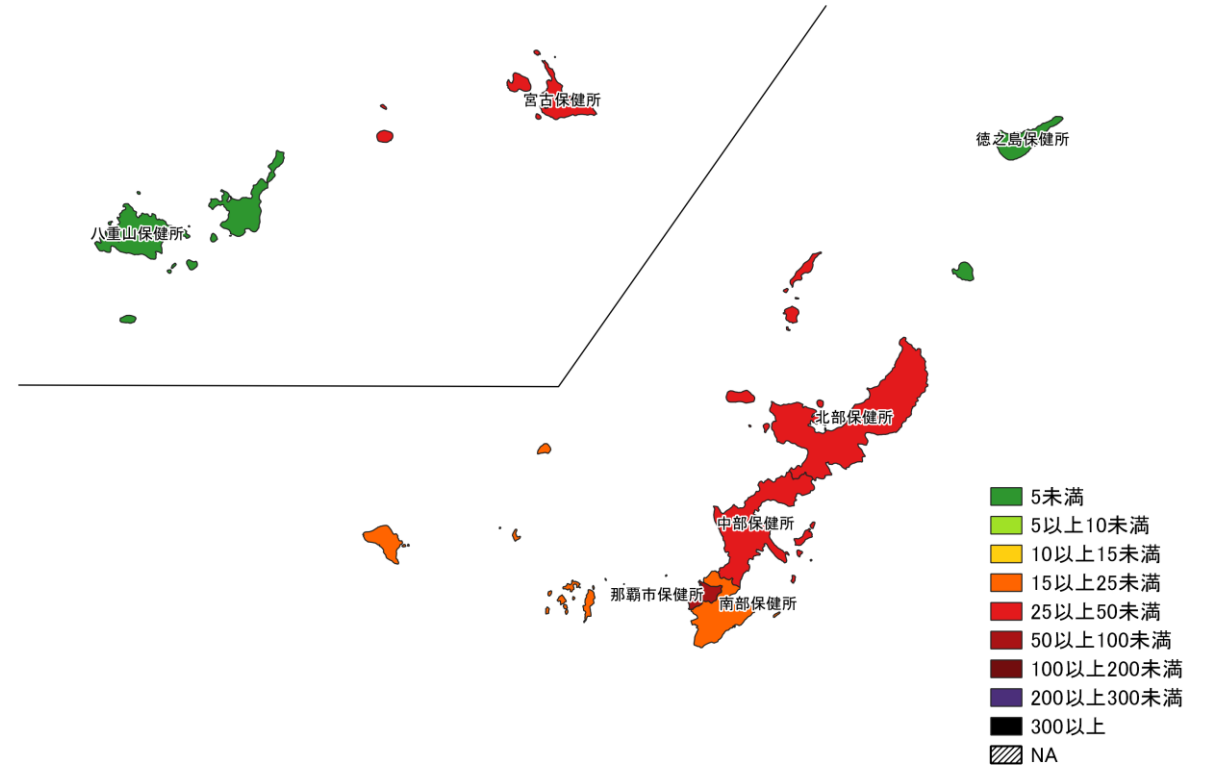 宮古保健所
徳之島保健所
八重山保健所
北部保健所
中部保健所
那覇市保健所
南部保健所
5未満
5以上10未満
10以上15未満
15以上25未満
25以上50未満
50以上100未満
100以上200未満
200以上300未満
300以上
NA